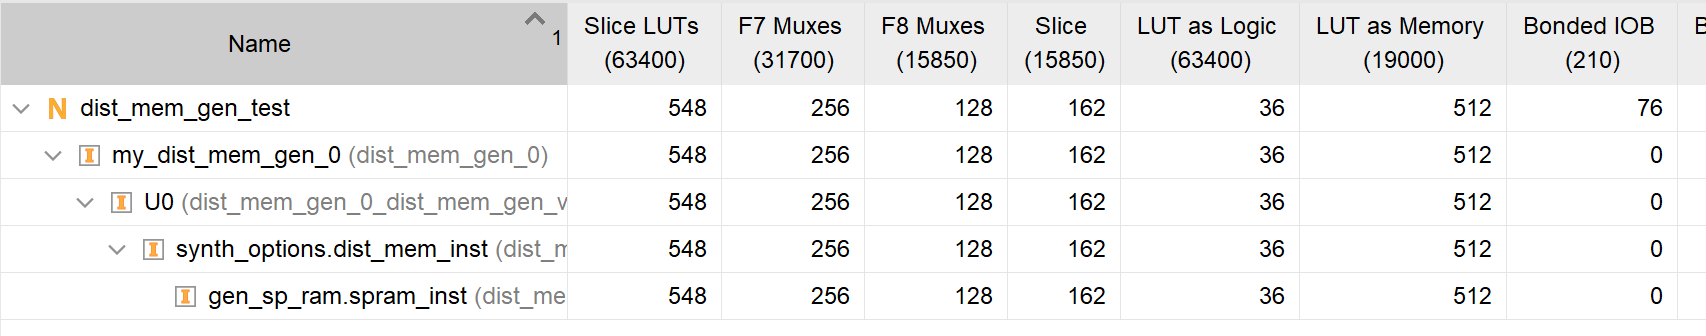 Name 1 Slice LUTs (63400) F7 Muxes (31700) F8 Muxes (15850) Slice (15850) LUT as Logic (63400) LUT as Memory (19000) Bonded IOB (210) B
N dist_mem_gen_test 548 256 128 162 36 512 76
I my_dist_mem_gen_0 (dist_mem_gen_0) 548 256 128 162 36 512 0
I U0 (dist_mem_gen_0_dist_mem_gen_v 548 256 128 162 36 512 0
I synth_options.dist_mem_inst (dist_m 548 256 128 162 36 512 0
I gen_sp_ram.spram_inst (dist_me 548 256 128 162 36 512 0